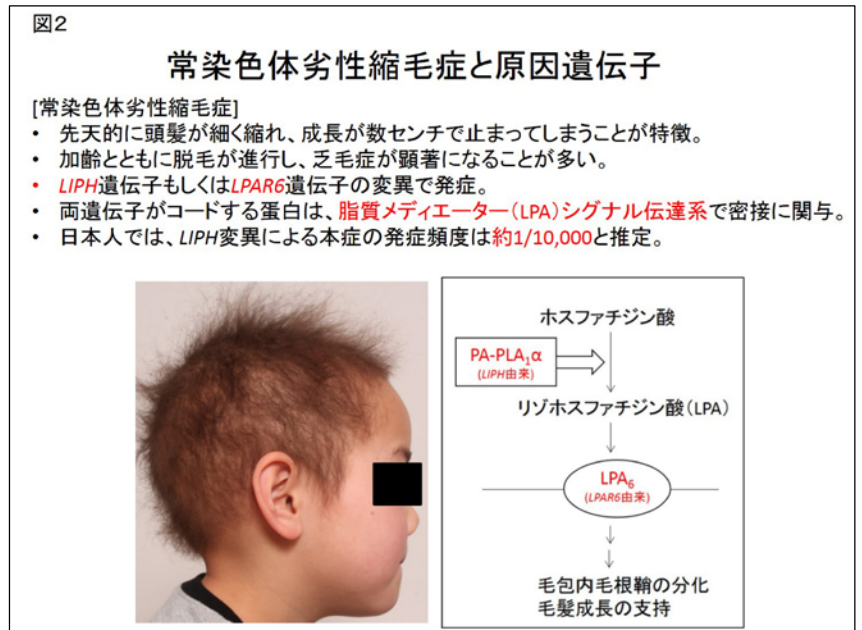 図2
常染色体劣性縮毛症と原因遺伝子
[常染色体劣性縮毛症]
• 先天的に頭髪が細く縮れ、成長が数センチで止まってしまうことが特徴。
• 加齢とともに脱毛が進行し、乏毛症が顕著になることが多い。
• LIPH遺伝子もしくはLPAR6遺伝子の変異で発症。
• 両遺伝子がコードする蛋白は、脂質メディエーター(LPA)シグナル伝達系で密接に関与。
• 日本人では、LIPH変異による本症の発症頻度は約1/10,000と推定。
ホスファチジン酸
PA-PLA₁α
(LIPH由来)
リゾホスファチジン酸(LPA)
LPA₆
(LPAR6由来)
毛包内毛根鞘の分化
毛髪成長の支持